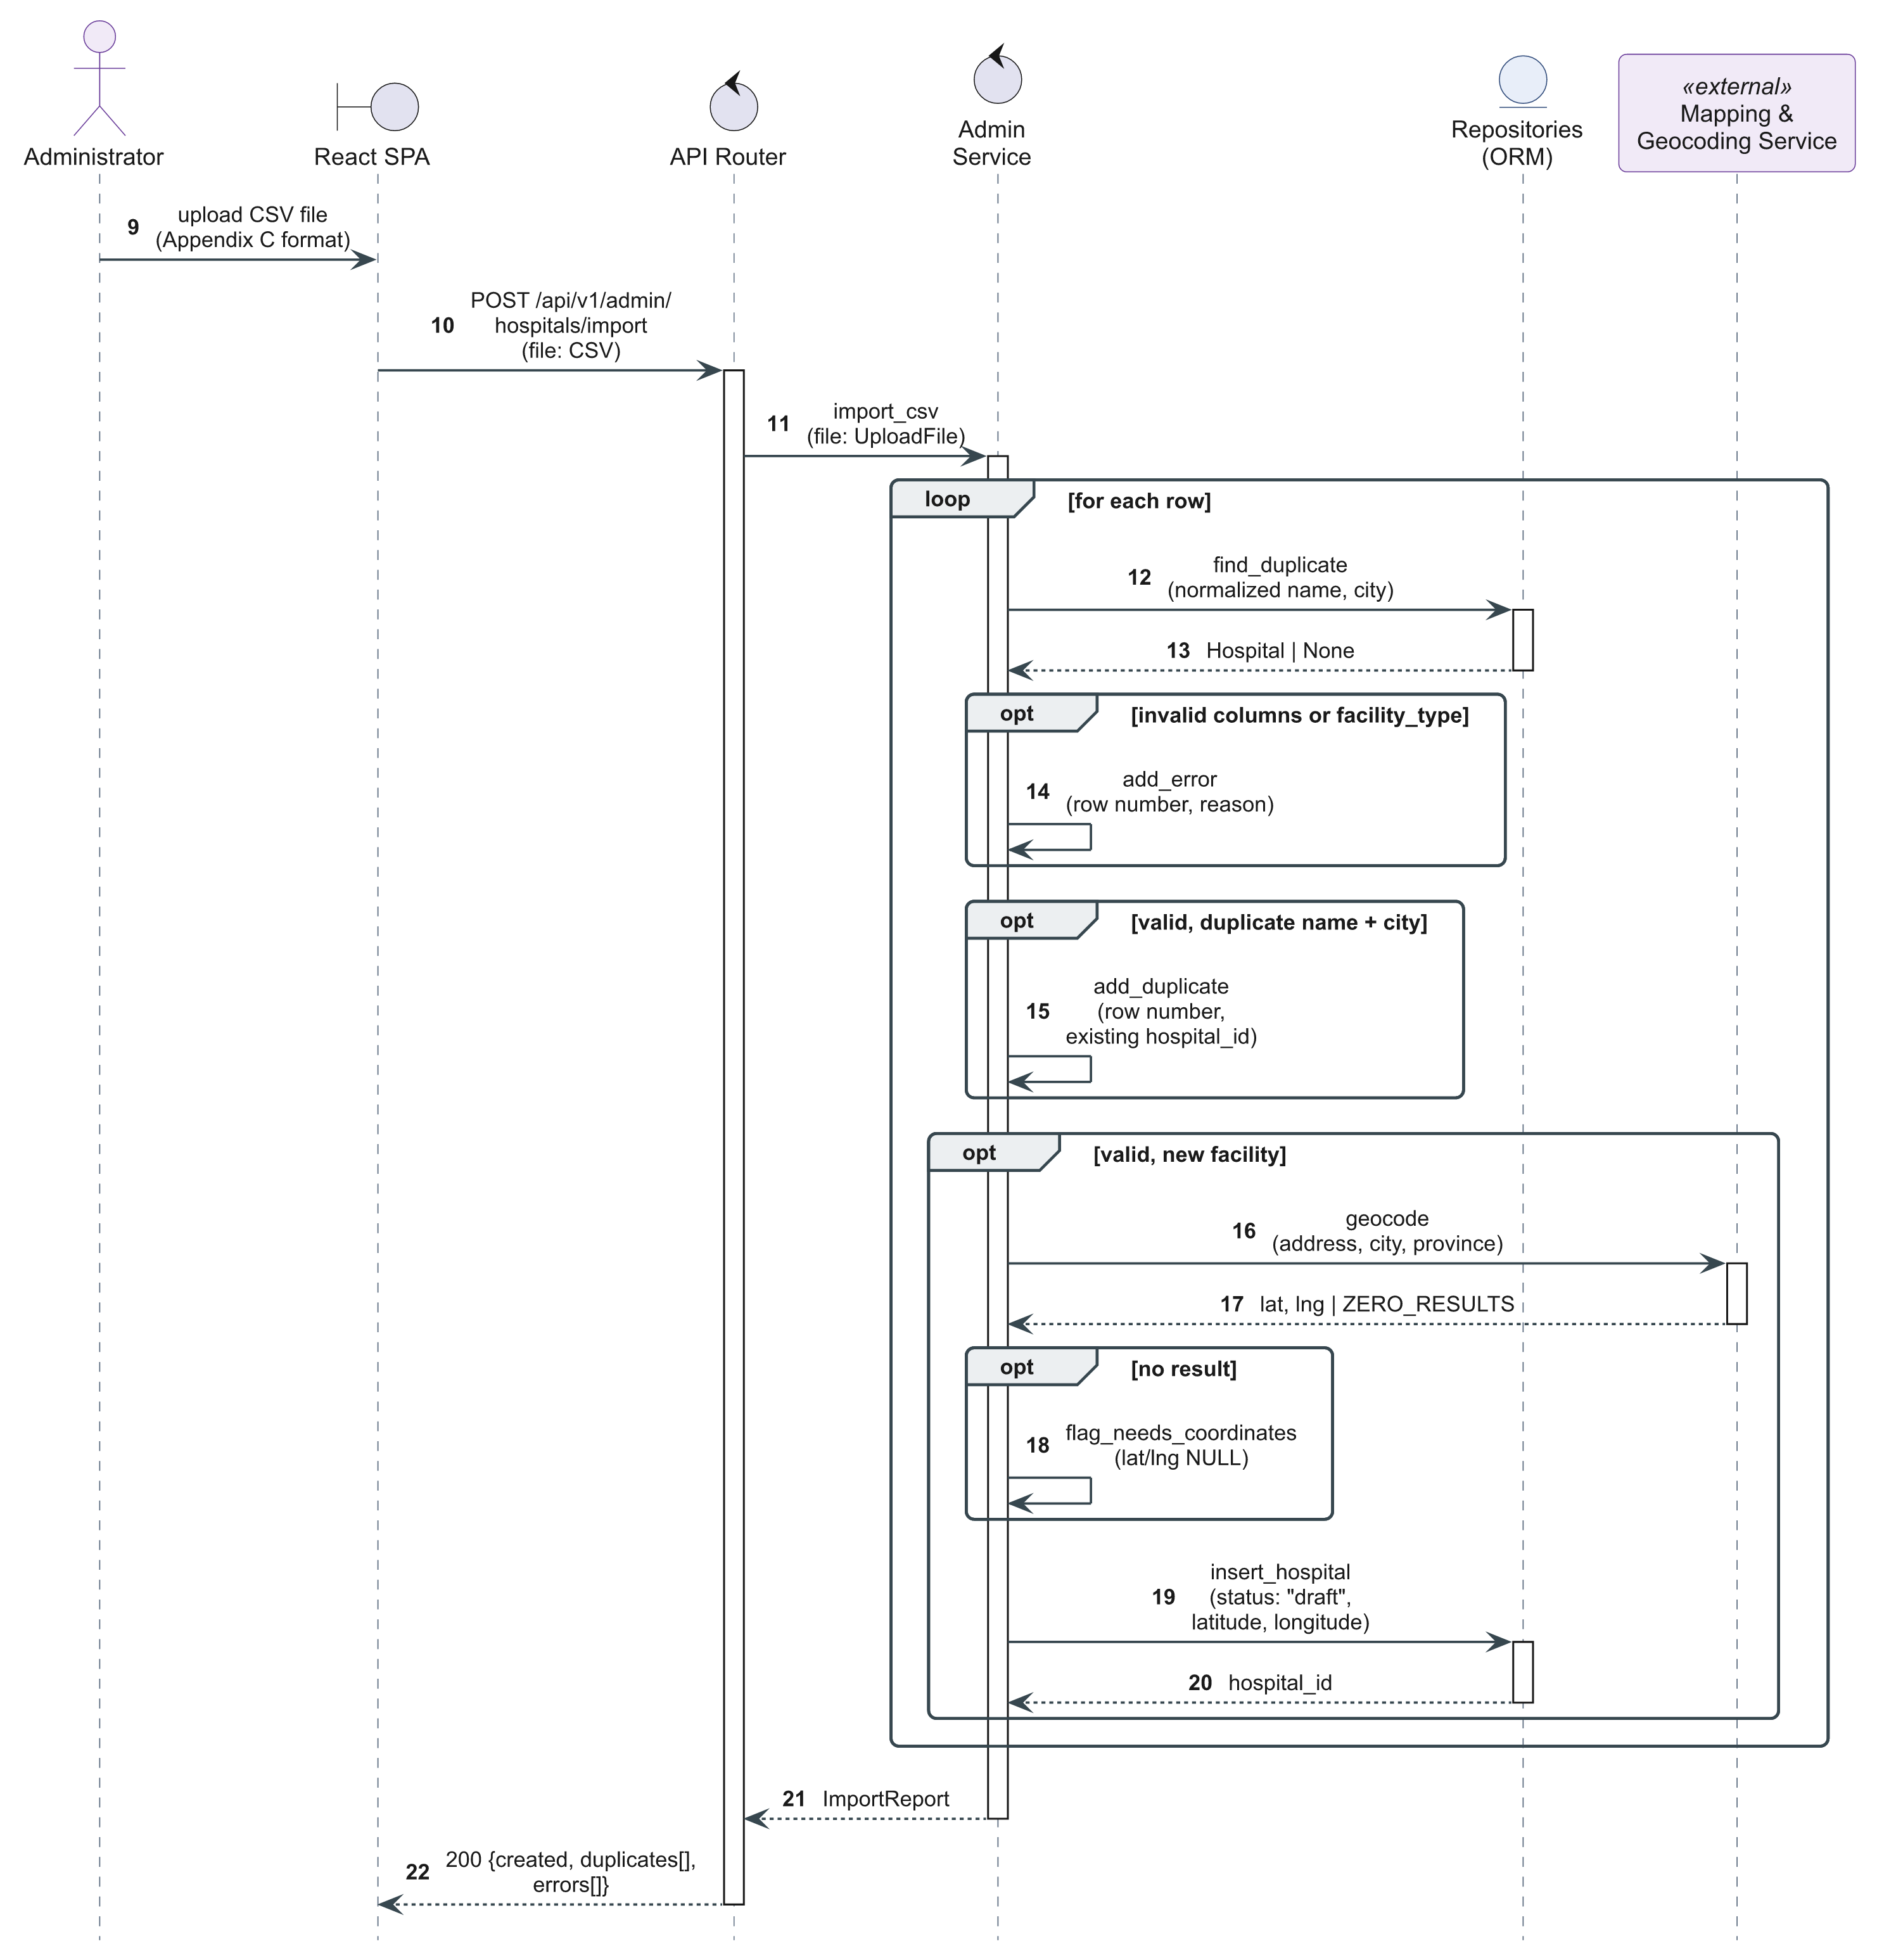 Administrator
React SPA
API Router
Admin
Service
Repositories
(ORM)
«external»
Mapping &
Geocoding Service
9
upload CSV file
(Appendix C format)
10
POST /api/v1/admin/
hospitals/import
(file: CSV)
11
import_csv
(file: UploadFile)
loop
[for each row]
12
find_duplicate
(normalized name, city)
13 Hospital | None
opt
[invalid columns or facility_type]
14
add_error
(row number, reason)
opt
[valid, duplicate name + city]
15
add_duplicate
(row number,
existing hospital_id)
opt
[valid, new facility]
16
geocode
(address, city, province)
17 lat, lng | ZERO_RESULTS
opt
[no result]
18
flag_needs_coordinates
(lat/lng NULL)
19
insert_hospital
(status: "draft",
latitude, longitude)
20 hospital_id
21 ImportReport
22
200 {created, duplicates[],
errors[]}